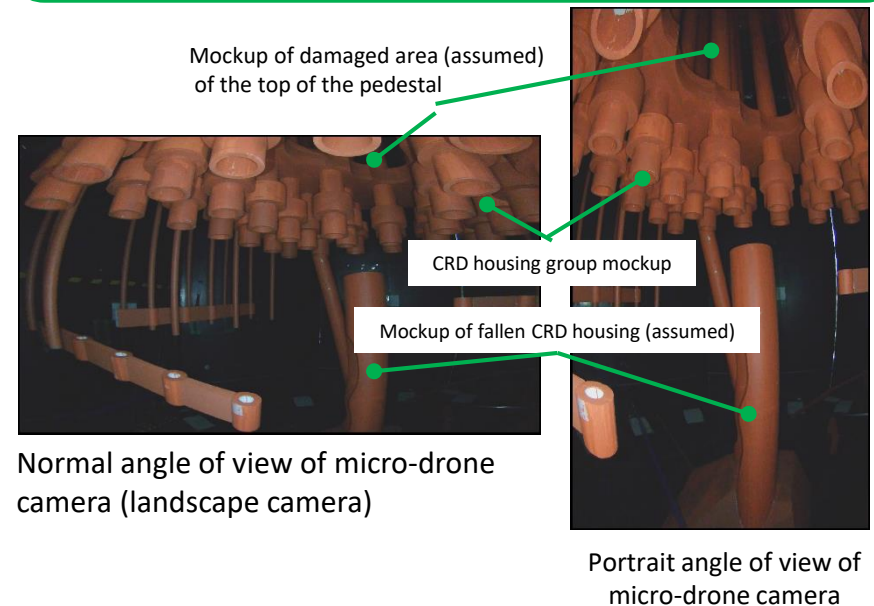 Mockup of damaged area (assumed)
of the top of the pedestal
CRD housing group mockup
Mockup of fallen CRD housing (assumed)
Normal angle of view of micro-drone
camera (landscape camera)
Portrait angle of view of
micro-drone camera